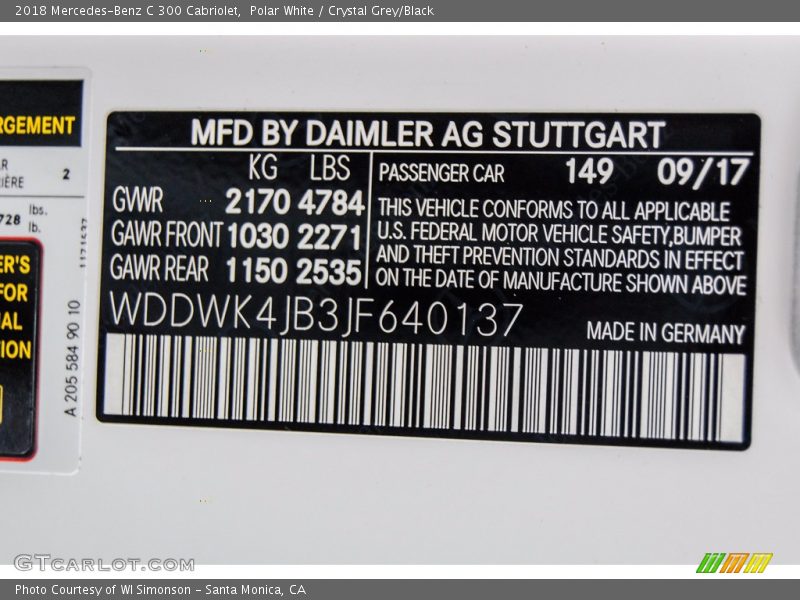 2018 Mercedes-Benz C 300 Cabriolet,  Polar White / Crystal Grey/Black
RGEMENT
2
728 lbs.
lb.
A 205 584 90 10
MFD BY DAIMLER AG STUTTGART
KG LBS
GVWR 2170 4784
GAWR FRONT 1030 2271
GAWR REAR 1150 2535
PASSENGER CAR 149 09/17
THIS VEHICLE CONFORMS TO ALL APPLICABLE
U.S. FEDERAL MOTOR VEHICLE SAFETY,BUMPER
AND THEFT PREVENTION STANDARDS IN EFFECT
ON THE DATE OF MANUFACTURE SHOWN ABOVE
WDDWK4JB3JF640137
MADE IN GERMANY
GTCARLOT.COM
Photo Courtesy of WI Simonson - Santa Monica, CA